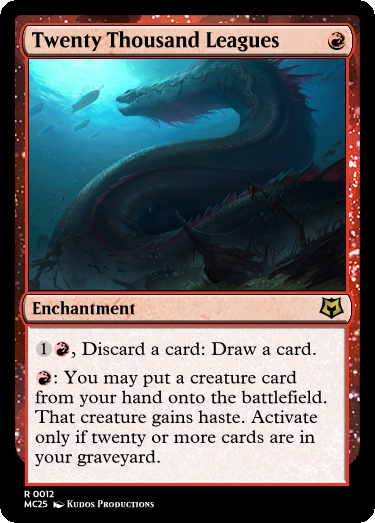 Twenty Thousand Leagues
Enchantment
1, Discard a card: Draw a card.
: You may put a creature card
from your hand onto the battlefield.
That creature gains haste. Activate
only if twenty or more cards are in
your graveyard.
R 0012
MC25 Kudos Productions